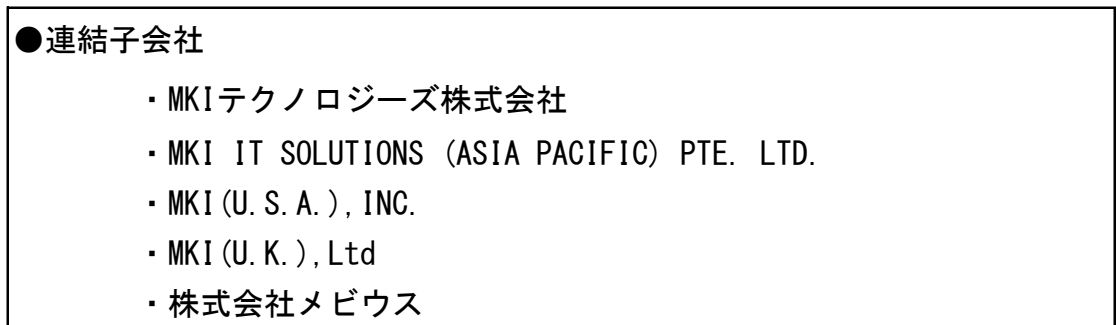 ●連結子会社
・MKIテクノロジーズ株式会社
・MKI IT SOLUTIONS (ASIA PACIFIC) PTE. LTD.
・MKI(U.S.A.),INC.
・MKI(U.K.),Ltd
・株式会社メビウス